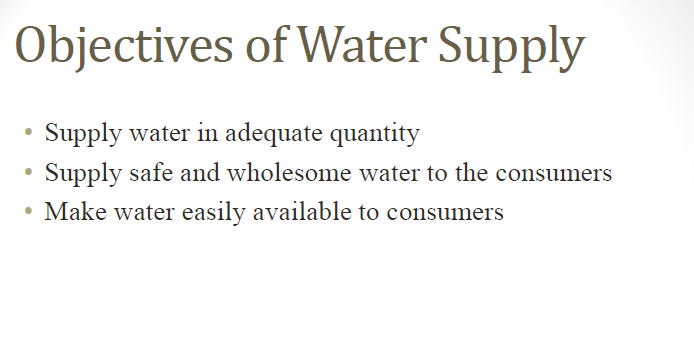 Objectives of Water Supply
• Supply water in adequate quantity
• Supply safe and wholesome water to the consumers
• Make water easily available to consumers